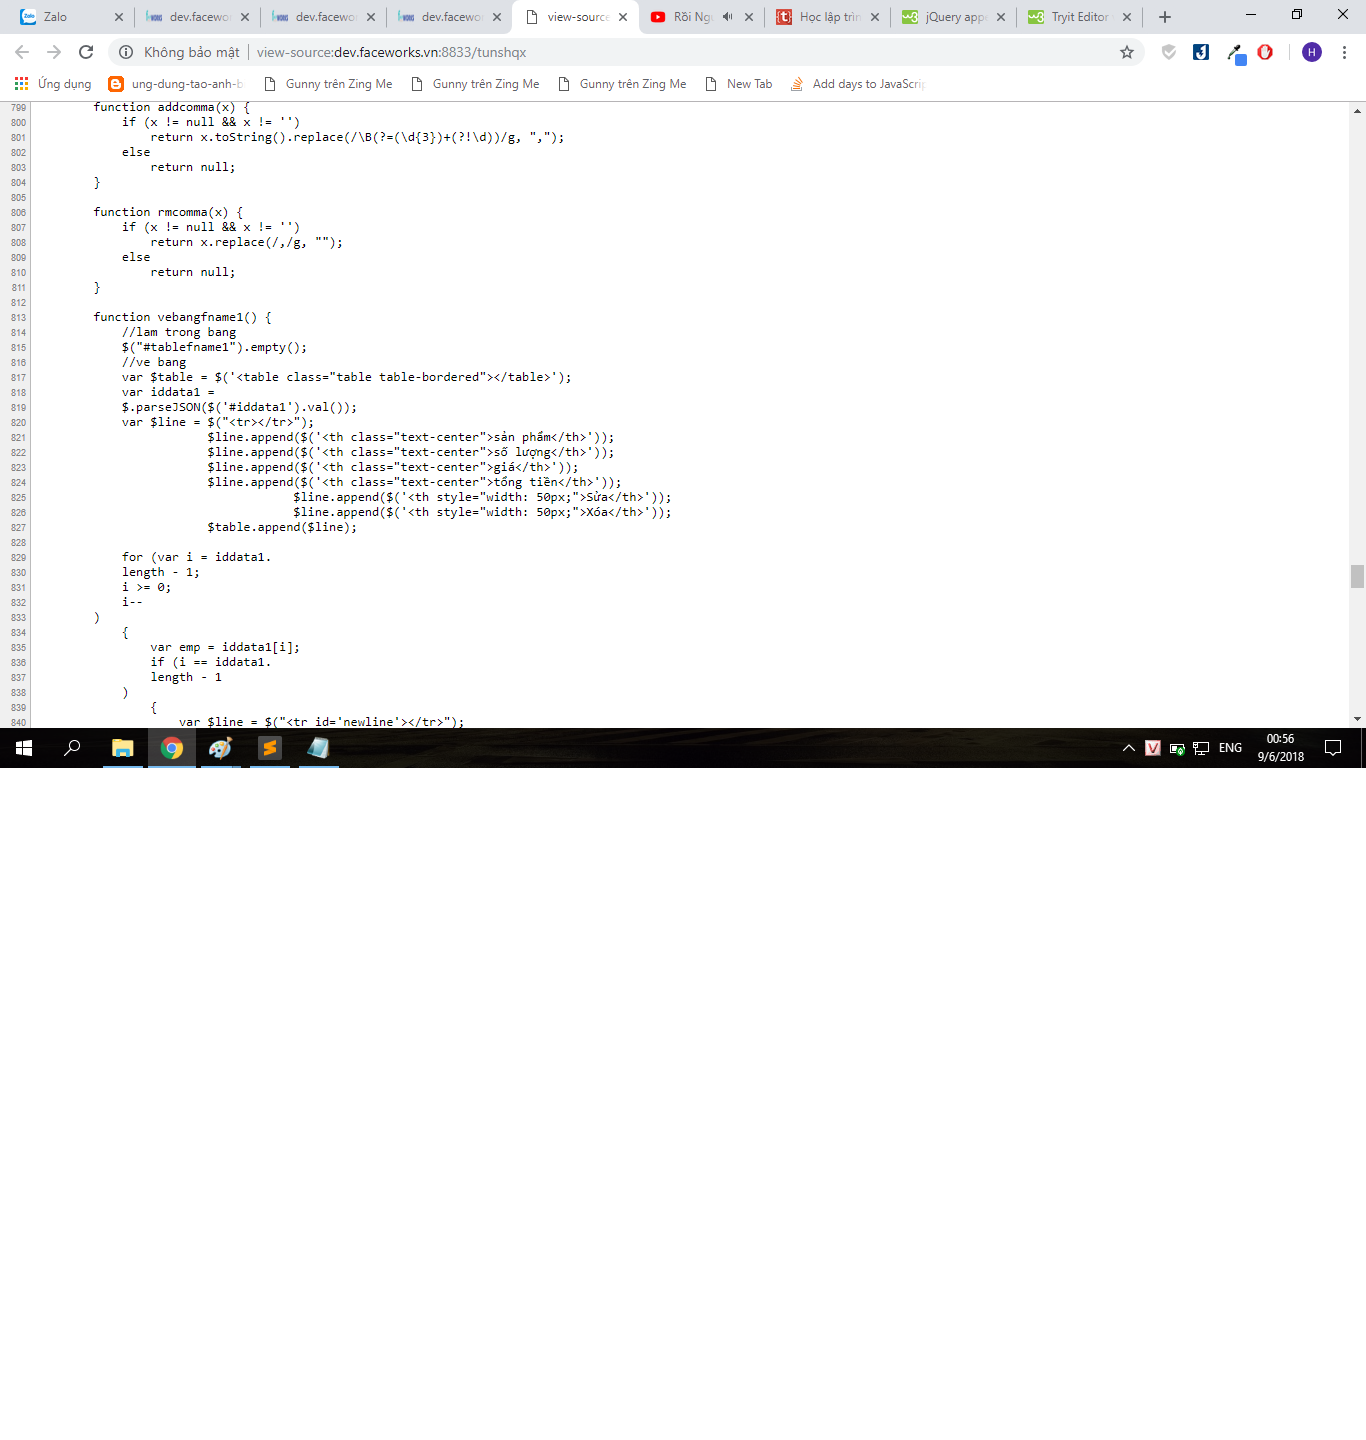 Zalo
dev.facewor
dev.facewor
dev.facewor
view-source
Rồi Ng
Học lập trìn
jQuery appe
Tryit Editor
Không bảo mật
view-source:dev.faceworks.vn:8833/tunshqx
H
Ứng dụng
ung-dung-tao-anh-b
Gunny trên Zing Me
Gunny trên Zing Me
Gunny trên Zing Me
New Tab
Add days to JavaScrip
799 function addcomma(x) {
800 if (x != null && x != '')
801 return x.toString().replace(/\B(?=(\d{3})+(?!\d))/g, ",");
802 else
803 return null;
804 }
805
806 function rmcomma(x) {
807 if (x != null && x != '')
808 return x.replace(/,/g, "");
809 else
810 return null;
811 }
812
813 function vebangfname1() {
814 //lam trong bang
815 $("#tablefname1").empty();
816 //ve bang
817 var $table = $('<table class="table table-bordered"></table>');
818 var iddata1 =
819 $.parseJSON($('#iddata1').val());
820 var $line = $("<tr></tr>");
821 $line.append($('<th class="text-center">sản phẩm</th>'));
822 $line.append($('<th class="text-center">số lượng</th>'));
823 $line.append($('<th class="text-center">giá</th>'));
824 $line.append($('<th class="text-center">tổng tiền</th>'));
825 $line.append($('<th style="width: 50px;">Sửa</th>'));
826 $line.append($('<th style="width: 50px;">Xóa</th>'));
827 $table.append($line);
828
829 for (var i = iddata1.
830 length - 1;
831 i >= 0;
832 i--
833 )
834 {
835 var emp = iddata1[i];
836 if (i == iddata1.
837 length - 1
838 )
839 {
840 var $line = $("<tr id='newline'></tr>");
ENG
00:56
9/6/2018